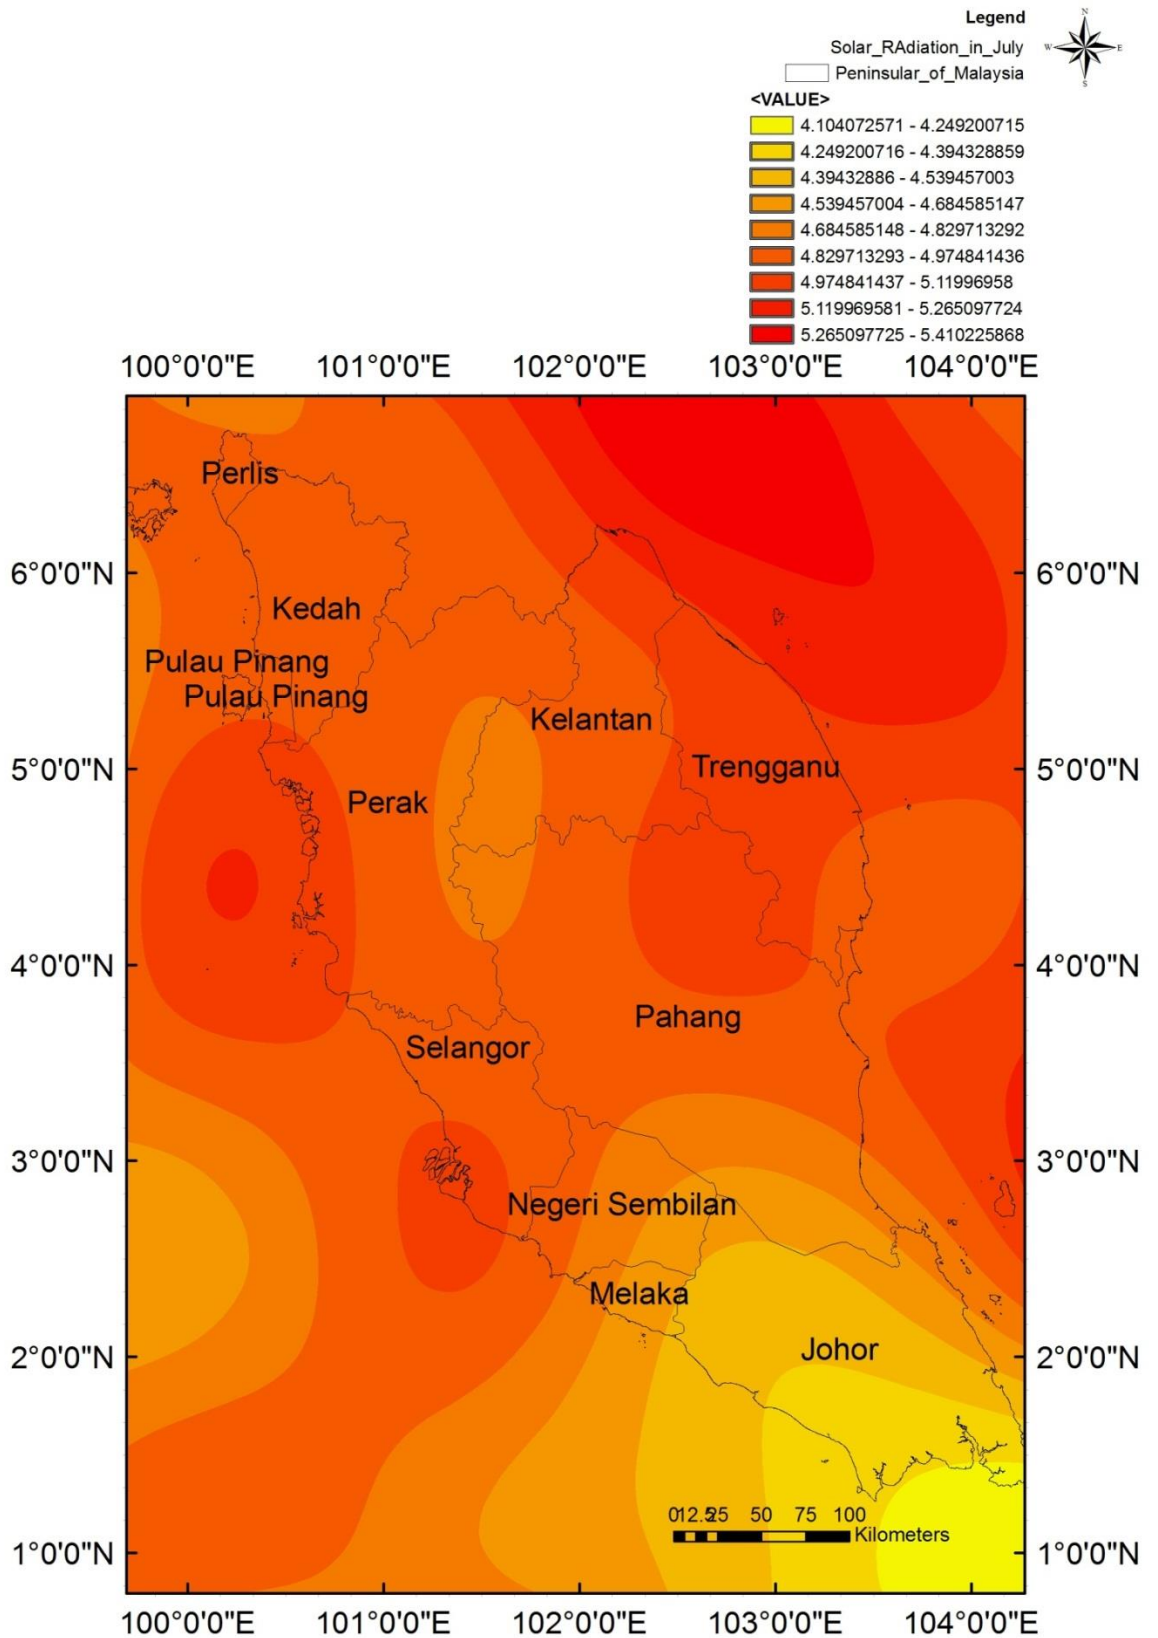 Legend
N
Solar_RAdiation_in_July
W E
Peninsular_of_Malaysia
S
<VALUE>
4.104072571 - 4.249200715
4.249200716 - 4.394328859
4.39432886 - 4.539457003
4.539457004 - 4.684585147
4.684585148 - 4.829713292
4.829713293 - 4.974841436
4.974841437 - 5.11996958
5.119969581 - 5.265097724
5.265097725 - 5.410225868
100°0'0"E 101°0'0"E 102°0'0"E 103°0'0"E 104°0'0"E
Perlis
6°0'0"N 6°0'0"N
Kedah
Pulau Pinang
Pulau Pinang
Kelantan
5°0'0"N Trengganu 5°0'0"N
Perak
4°0'0"N 4°0'0"N
Pahang
Selangor
3°0'0"N 3°0'0"N
Negeri Sembilan
Melaka
2°0'0"N Johor 2°0'0"N
0 12.5 25 50 75 100
Kilometers
1°0'0"N 1°0'0"N
100°0'0"E 101°0'0"E 102°0'0"E 103°0'0"E 104°0'0"E